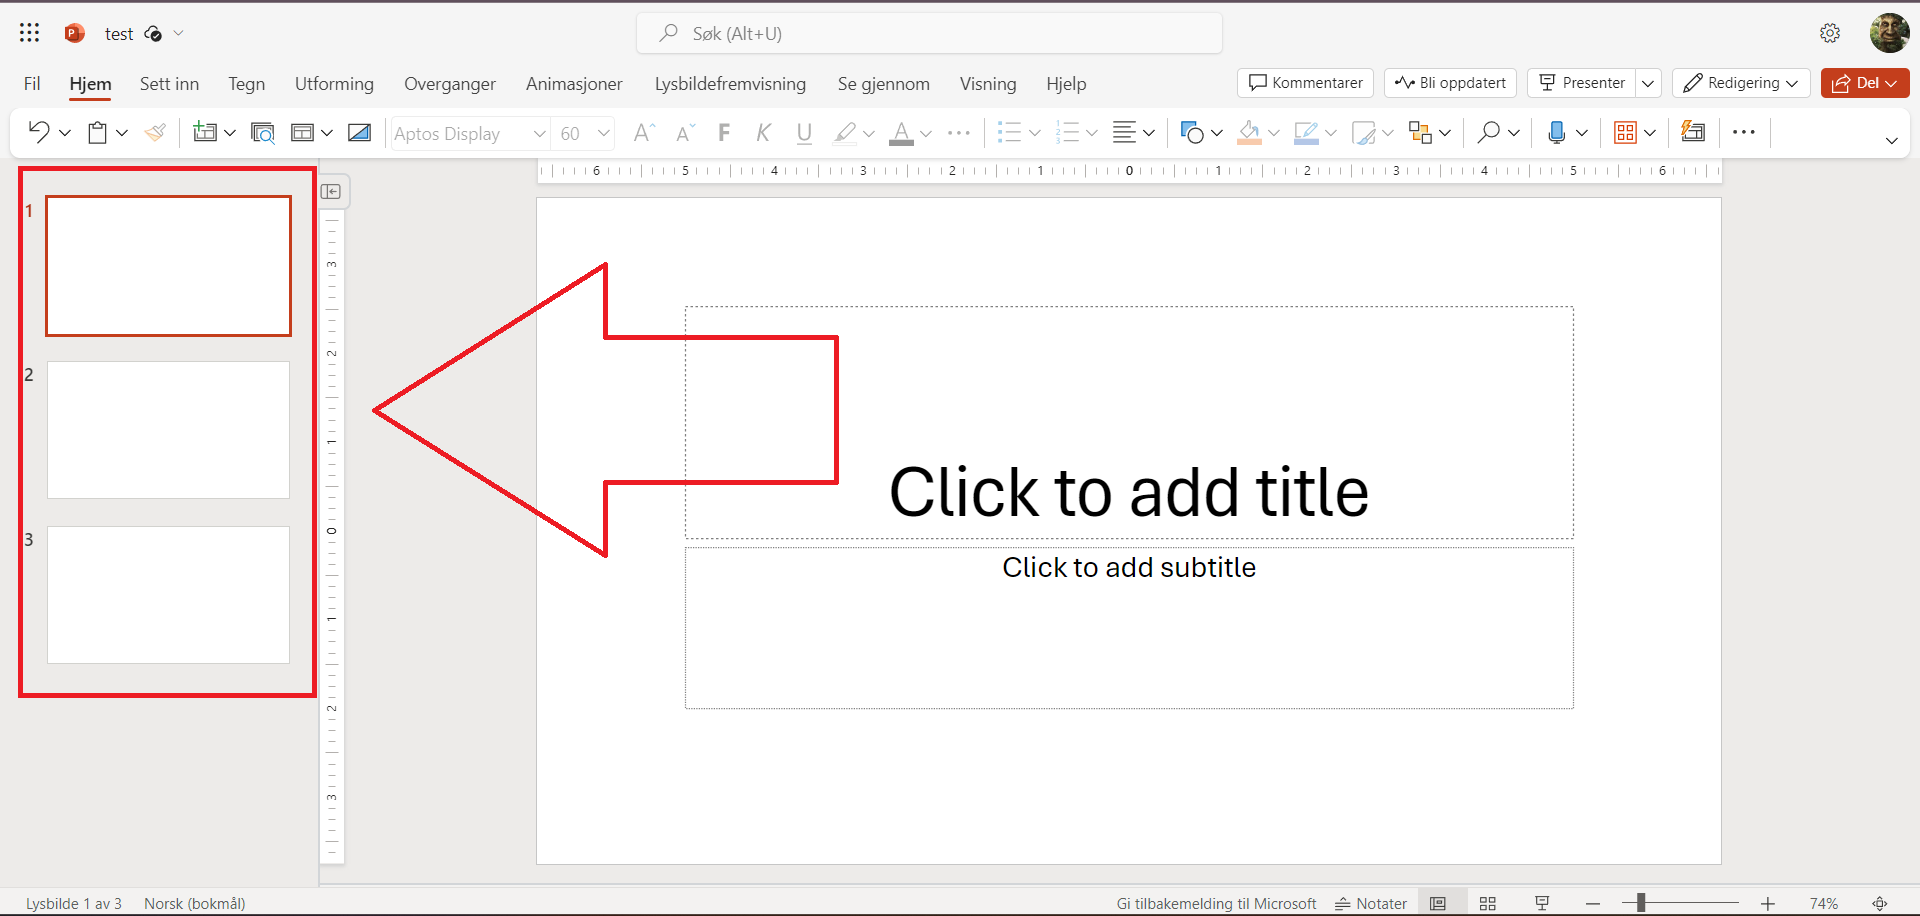 test
Søk (Alt+U)
Fil Hjem Sett inn Tegn Utforming Overganger Animasjoner Lysbildefremvisning Se gjennom Visning Hjelp Kommentarer Bli oppdatert Presenter Redigering Del
Aptos Display 60 A A F K U A
6 5 4 3 2 1 0 1 2 3 4 5 6
1
2
3
3
2
1
0
1
2
3
Click to add title
Click to add subtitle
Lysbilde 1 av 3 Norsk (bokmål) Gi tilbakemelding til Microsoft Notater 74%